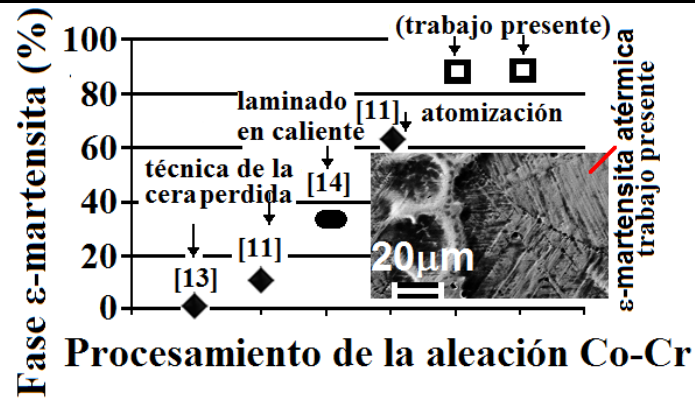 Fase ε-martensita (%)
100
80
60
40
20
0
(trabajo presente)
[11]
atomización
laminado
en caliente
[14]
técnica de la
cera perdida
[11]
[13]
20μm
ε-martensita atérmica
trabajo presente
Procesamiento de la aleación Co-Cr